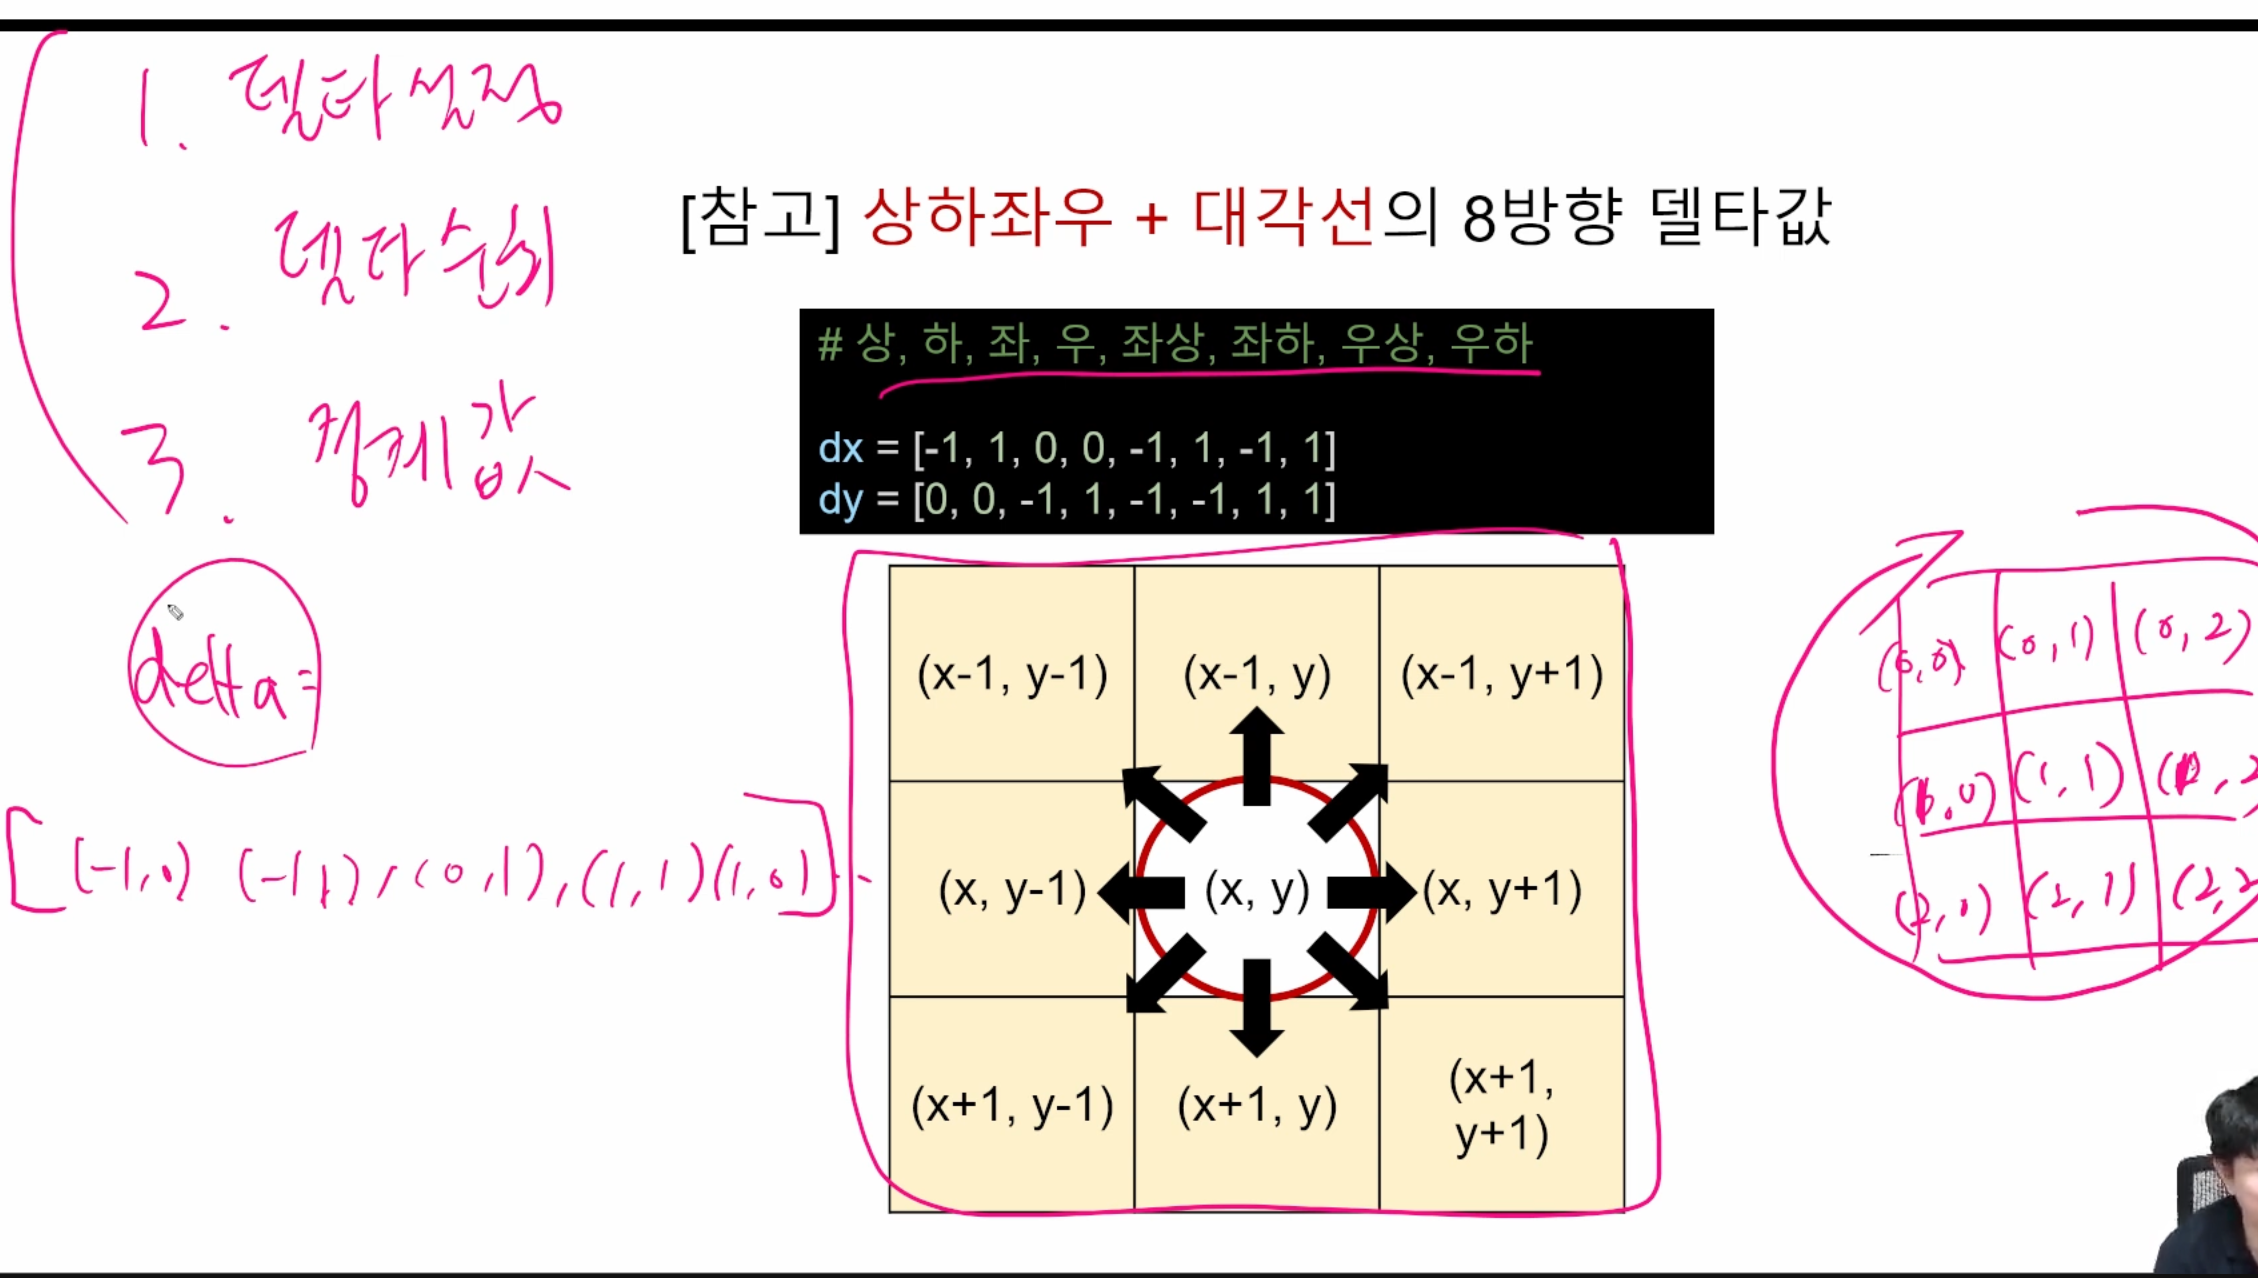 1. 델타설정
2. 델타순회
3. 경계값
delta =
[(-1,0) (-1,1), (0,1), (1,1) (1,0)]
[참고] 상하좌우 + 대각선의 8방향 델타값
# 상, 하, 좌, 우, 좌상, 좌하, 우상, 우하
dx = [-1, 1, 0, 0, -1, 1, -1, 1]
dy = [0, 0, -1, 1, -1, -1, 1, 1]
(x-1, y-1) (x-1, y) (x-1, y+1)
(x, y-1) (x, y) (x, y+1)
(x+1, y-1) (x+1, y) (x+1,
y+1)
(0,0) (0,1) (0,2)
(1,0) (1,1) (1,2
(2,0) (2,1) (2,2